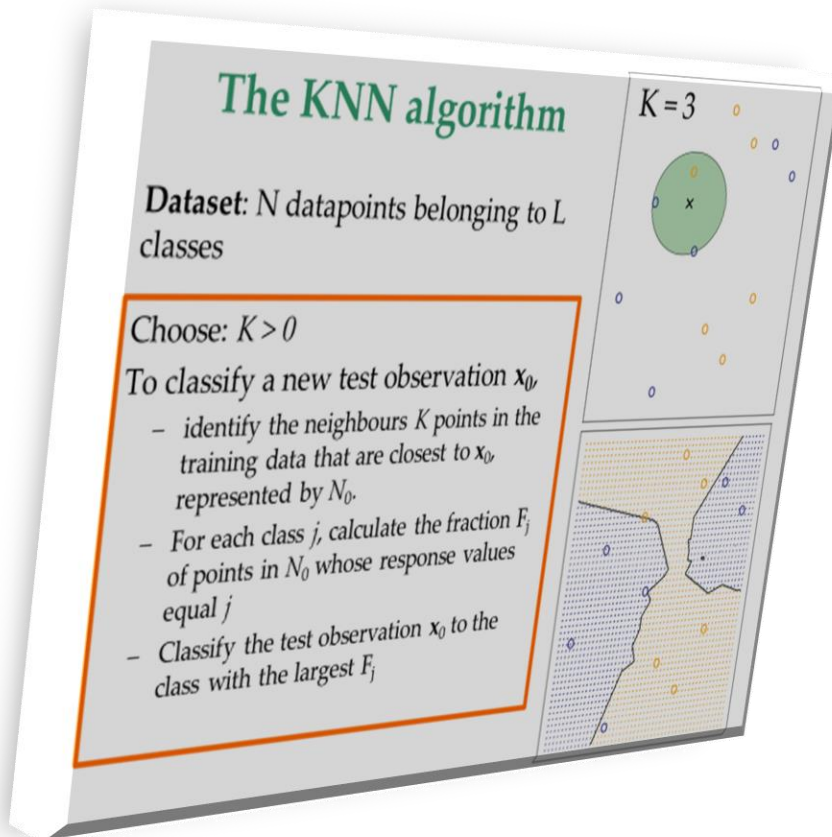 The KNN algorithm
Dataset: N datapoints belonging to L
classes
Choose: K > 0
To classify a new test observation x₀,
– identify the neighbours K points in the
training data that are closest to x₀,
represented by N₀.
– For each class j, calculate the fraction Fⱼ
of points in N₀ whose response values
equal j
– Classify the test observation x₀ to the
class with the largest Fⱼ
K = 3
x